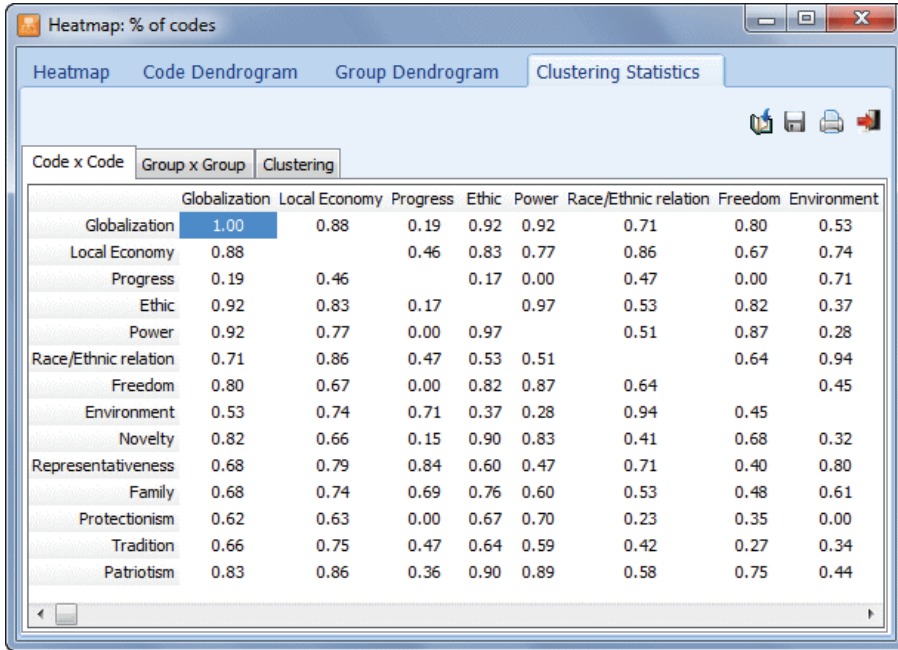 Heatmap: % of codes
Heatmap Code Dendrogram Group Dendrogram Clustering Statistics
Code x Code Group x Group Clustering
Globalization Local Economy Progress Ethic Power Race/Ethnic relation Freedom Environment
Globalization 1.00 0.88 0.19 0.92 0.92 0.71 0.80 0.53
Local Economy 0.88 0.46 0.83 0.77 0.86 0.67 0.74
Progress 0.19 0.46 0.17 0.00 0.47 0.00 0.71
Ethic 0.92 0.83 0.17 0.97 0.53 0.82 0.37
Power 0.92 0.77 0.00 0.97 0.51 0.87 0.28
Race/Ethnic relation 0.71 0.86 0.47 0.53 0.51 0.64 0.94
Freedom 0.80 0.67 0.00 0.82 0.87 0.64 0.45
Environment 0.53 0.74 0.71 0.37 0.28 0.94 0.45
Novelty 0.82 0.66 0.15 0.90 0.83 0.41 0.68 0.32
Representativeness 0.68 0.79 0.84 0.60 0.47 0.71 0.40 0.80
Family 0.68 0.74 0.69 0.76 0.60 0.53 0.48 0.61
Protectionism 0.62 0.63 0.00 0.67 0.70 0.23 0.35 0.00
Tradition 0.66 0.75 0.47 0.64 0.59 0.42 0.27 0.34
Patriotism 0.83 0.86 0.36 0.90 0.89 0.58 0.75 0.44